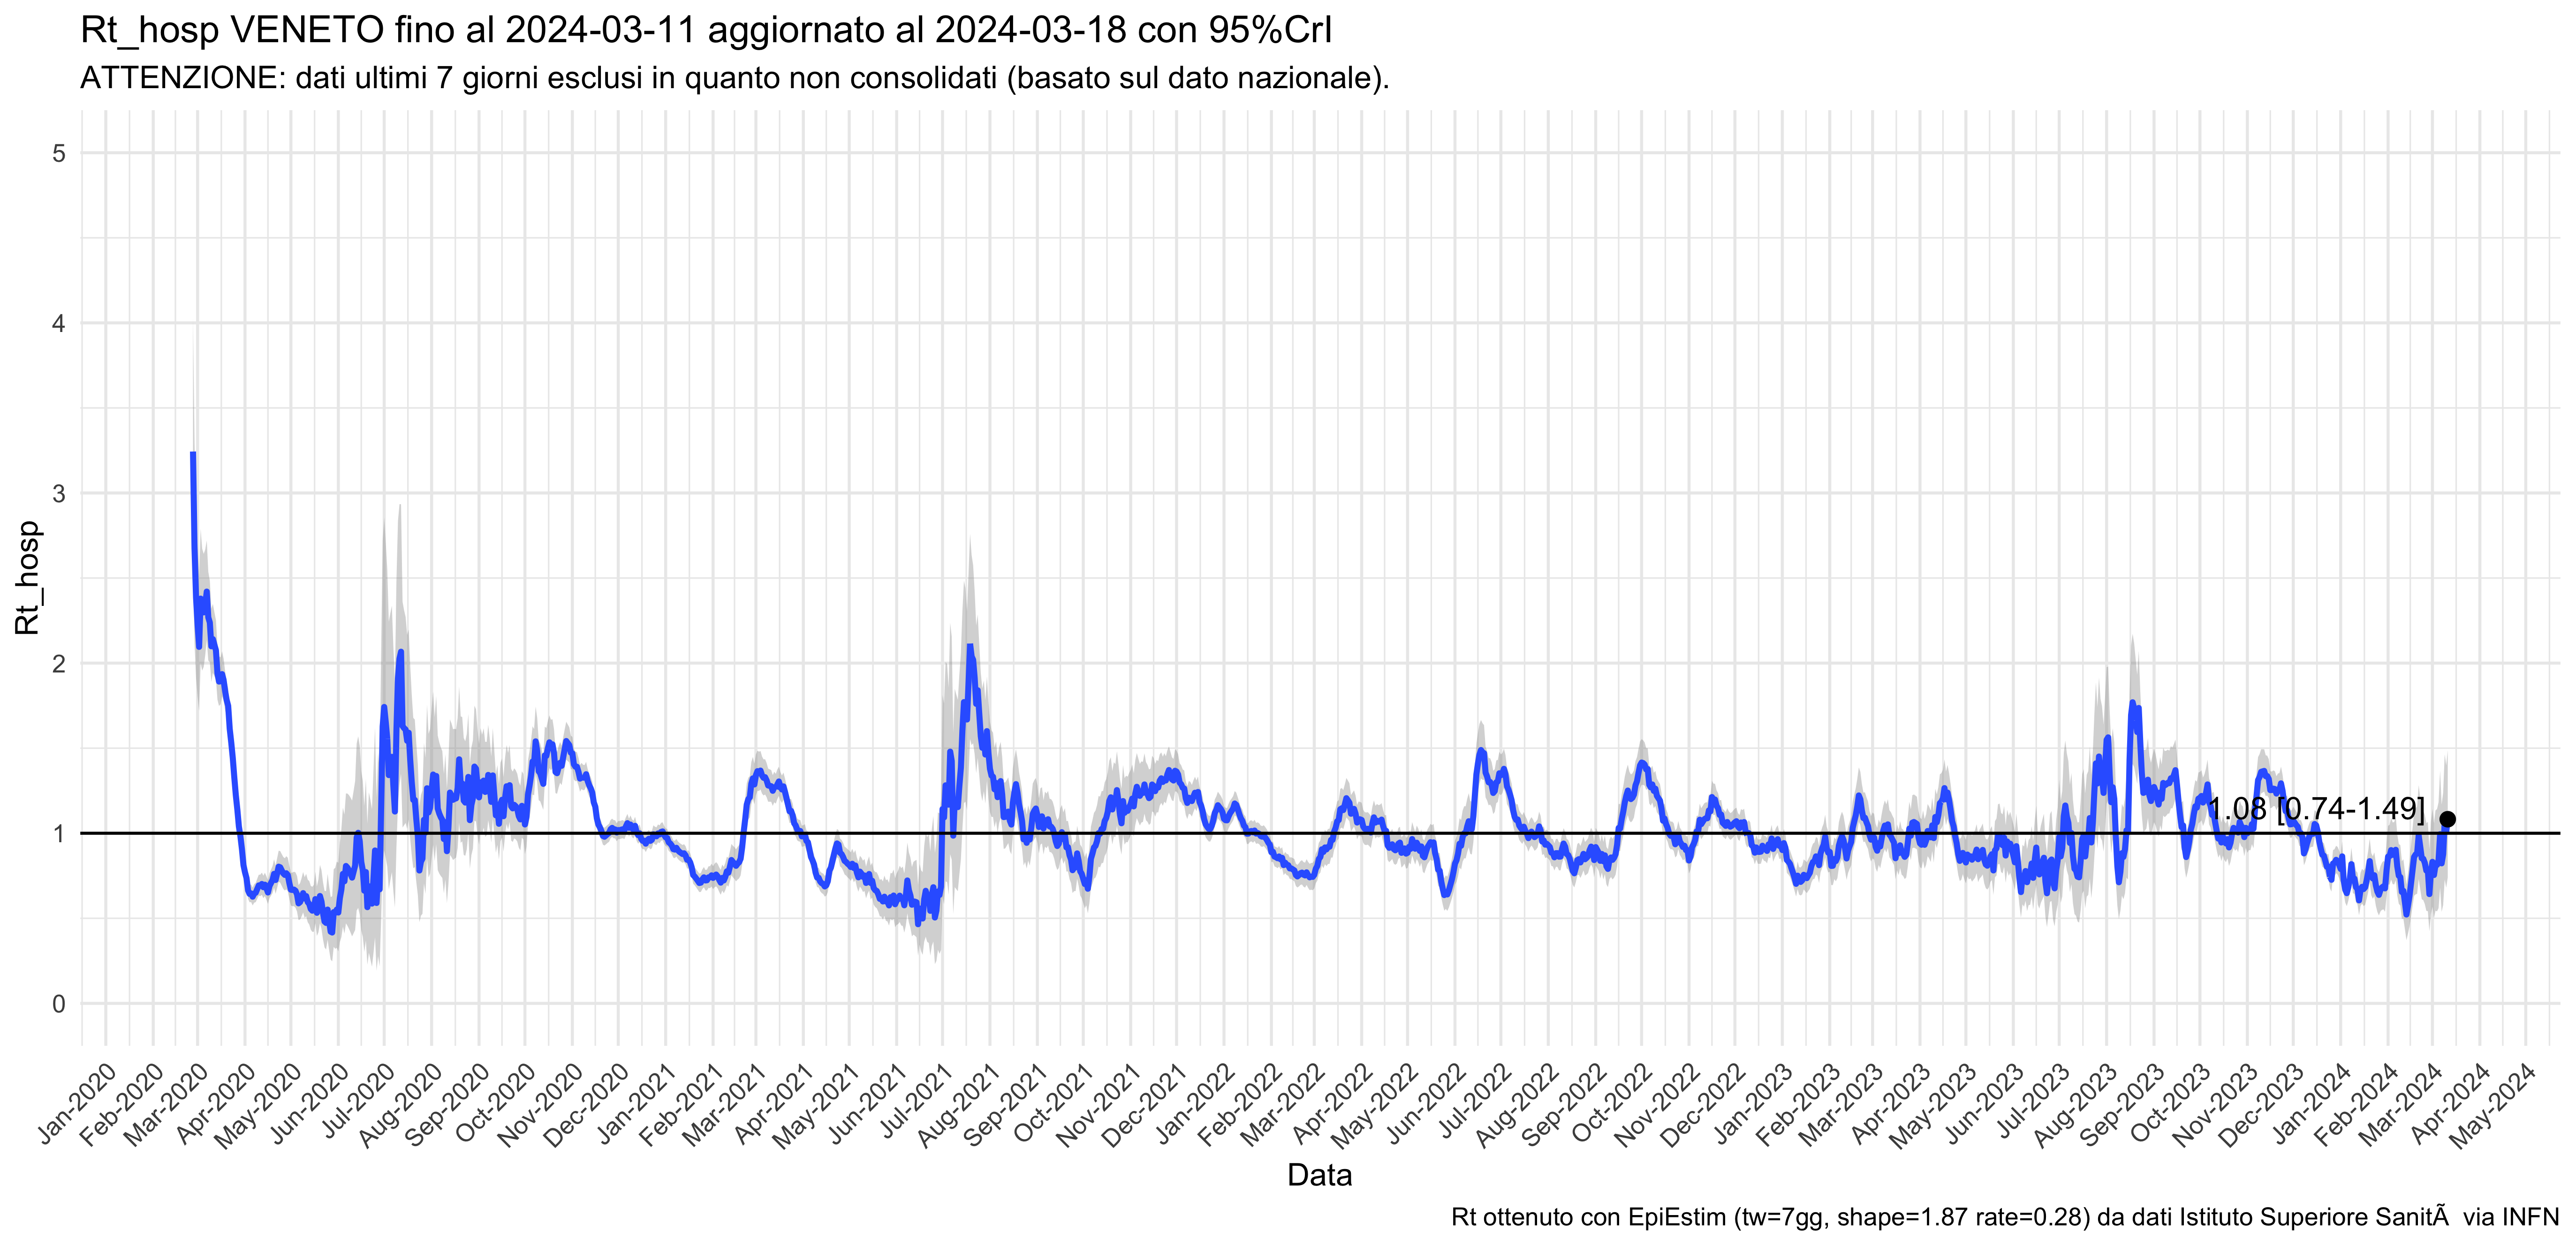 Rt_hosp VENETO fino al 2024-03-11 aggiornato al 2024-03-18 con 95%CrI
ATTENZIONE: dati ultimi 7 giorni esclusi in quanto non consolidati (basato sul dato nazionale).
5
4
3
2
1
0
Rt_hosp
1.08 [0.74-1.49]
Jan-2020
Feb-2020
Mar-2020
Apr-2020
May-2020
Jun-2020
Jul-2020
Aug-2020
Sep-2020
Oct-2020
Nov-2020
Dec-2020
Jan-2021
Feb-2021
Mar-2021
Apr-2021
May-2021
Jun-2021
Jul-2021
Aug-2021
Sep-2021
Oct-2021
Nov-2021
Dec-2021
Jan-2022
Feb-2022
Mar-2022
Apr-2022
May-2022
Jun-2022
Jul-2022
Aug-2022
Sep-2022
Oct-2022
Nov-2022
Dec-2022
Jan-2023
Feb-2023
Mar-2023
Apr-2023
May-2023
Jun-2023
Jul-2023
Aug-2023
Sep-2023
Oct-2023
Nov-2023
Dec-2023
Jan-2024
Feb-2024
Mar-2024
Apr-2024
May-2024
Data
Rt ottenuto con EpiEstim (tw=7gg, shape=1.87 rate=0.28) da dati Istituto Superiore SanitÃ  via INFN